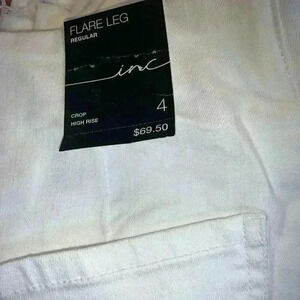 FLARE LEG
REGULAR
inc
4
CROP
HIGH RISE
$69.50